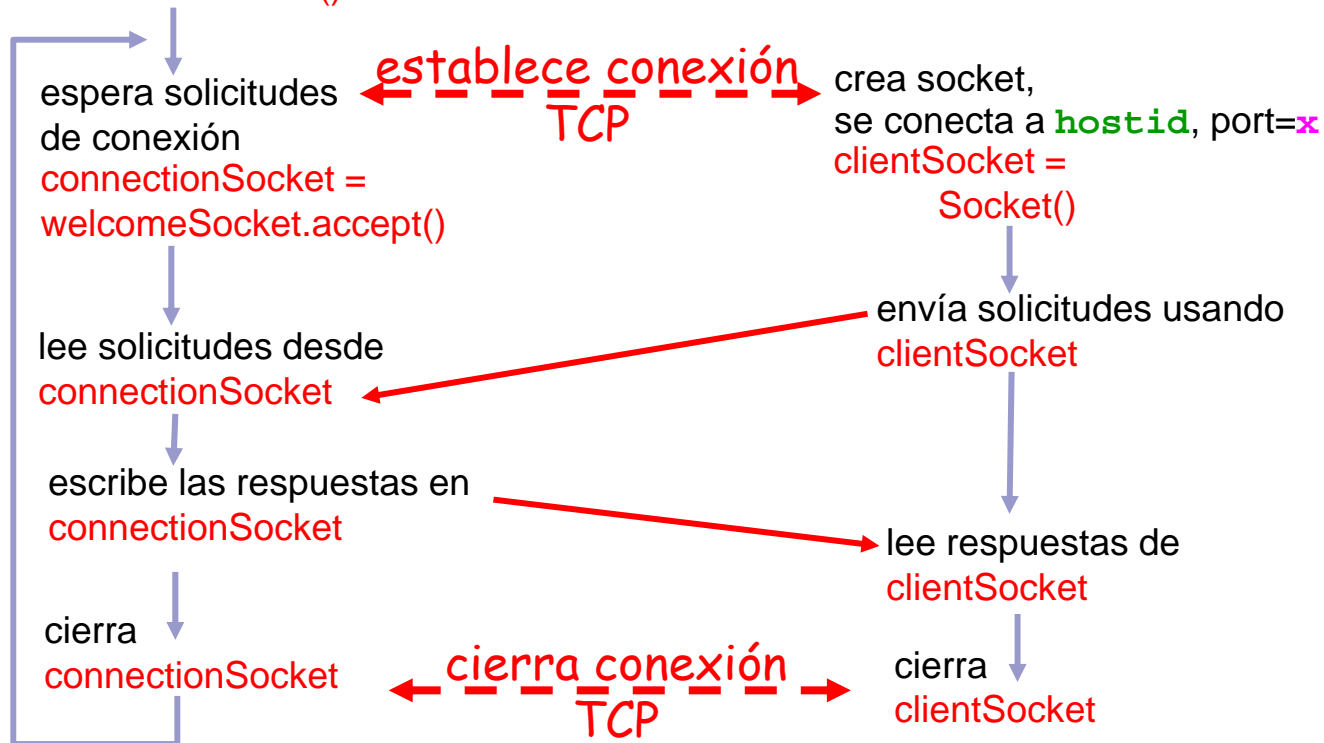 ()
establece conexión
TCP
espera solicitudes
de conexión
connectionSocket =
welcomeSocket.accept()
crea socket,
se conecta a hostid, port=x
clientSocket =
Socket()
envía solicitudes usando
clientSocket
lee solicitudes desde
connectionSocket
escribe las respuestas en
connectionSocket
lee respuestas de
clientSocket
cierra
connectionSocket
cierra conexión
TCP
cierra
clientSocket